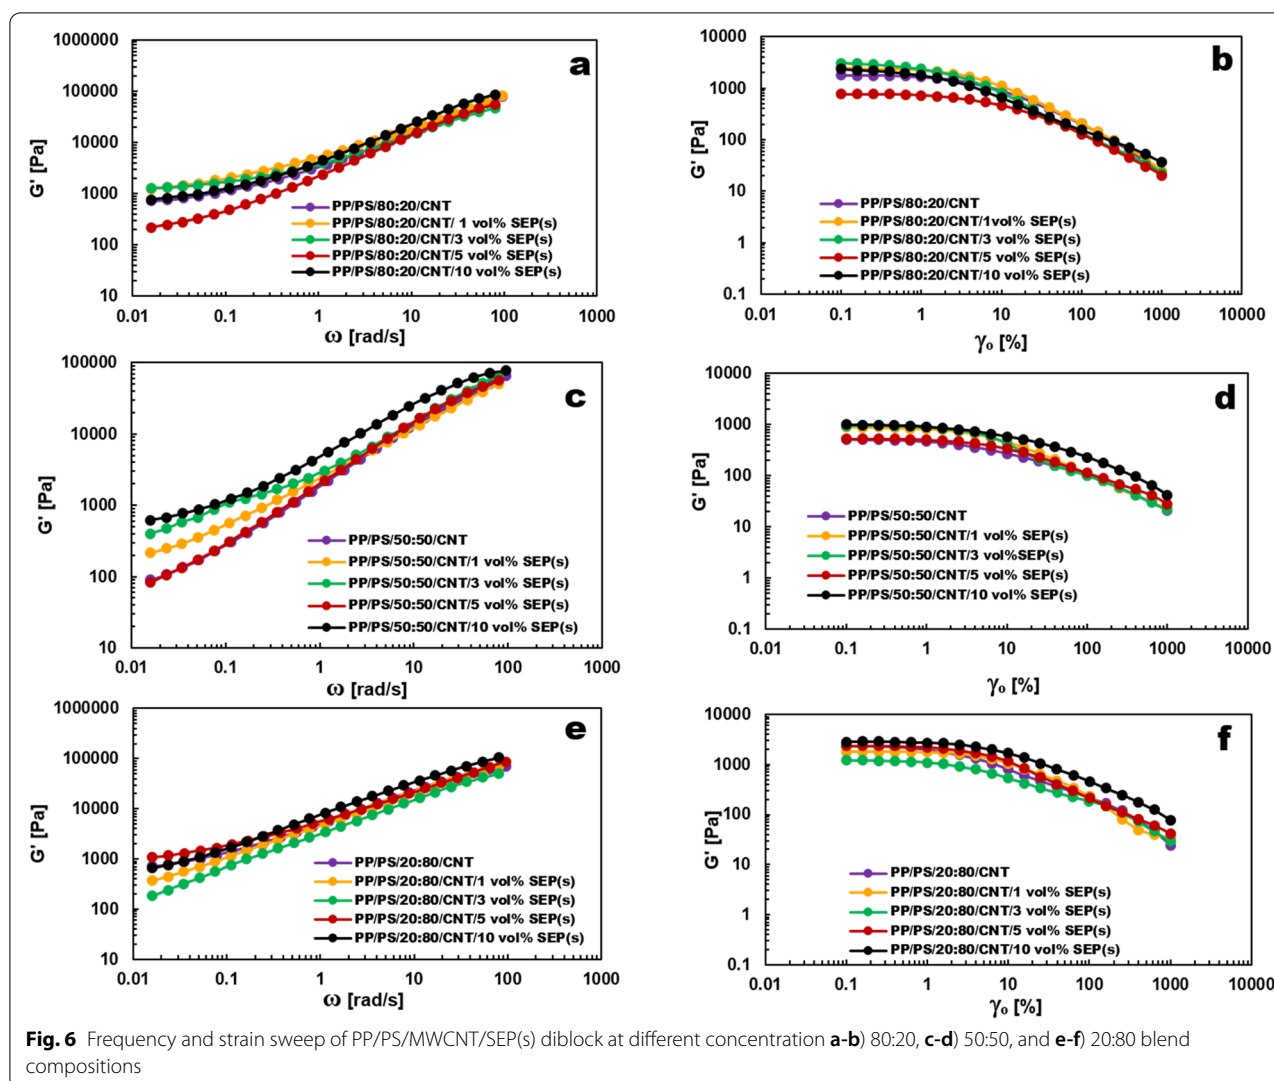 a
1000000
100000
10000
1000
100
10
G' [Pa]
0.01 0.1 1 10 100 1000
ω [rad/s]
PP/PS/80:20/CNT
PP/PS/80:20/CNT/ 1 vol% SEP(s)
PP/PS/80:20/CNT/3 vol% SEP(s)
PP/PS/80:20/CNT/5 vol% SEP(s)
PP/PS/80:20/CNT/10 vol% SEP(s)
b
10000
1000
100
10
1
0.1
G' [Pa]
0.01 0.1 1 10 100 1000 10000
γₒ [%]
PP/PS/80:20/CNT
PP/PS/80:20/CNT/1vol% SEP(s)
PP/PS/80:20/CNT/3 vol% SEP(s)
PP/PS/80:20/CNT/5 vol% SEP(s)
PP/PS/80:20/CNT/10 vol% SEP(s)
c
100000
10000
1000
100
10
G' [Pa]
0.01 0.1 1 10 100 1000
ω [rad/s]
PP/PS/50:50/CNT
PP/PS/50:50/CNT/1 vol% SEP(s)
PP/PS/50:50/CNT/3 vol% SEP(s)
PP/PS/50:50/CNT/5 vol% SEP(s)
PP/PS/50:50/CNT/10 vol% SEP(s)
d
10000
1000
100
10
1
0.1
G' [Pa]
0.01 0.1 1 10 100 1000 10000
γₒ [%]
PP/PS/50:50/CNT
PP/PS/50:50/CNT/1 vol% SEP(s)
PP/PS/50:50/CNT/3 vol%SEP(s)
PP/PS/50:50/CNT/5 vol% SEP(s)
PP/PS/50:50/CNT/10 vol% SEP(s)
e
1000000
100000
10000
1000
100
10
G' [Pa]
0.01 0.1 1 10 100 1000
ω [rad/s]
PP/PS/20:80/CNT
PP/PS/20:80/CNT/1 vol% SEP(s)
PP/PS/20:80/CNT/3 vol% SEP(s)
PP/PS/20:80/CNT/5 vol% SEP(s)
PP/PS/20:80/CNT/10 vol% SEP(s)
f
10000
1000
100
10
1
0.1
G' [Pa]
0.01 0.1 1 10 100 1000 10000
γₒ [%]
PP/PS/20:80/CNT
PP/PS/20:80/CNT/1 vol% SEP(s)
PP/PS/20:80/CNT/3 vol% SEP(s)
PP/PS/20:80/CNT/5 vol% SEP(s)
PP/PS/20:80/CNT/10 vol% SEP(s)
Fig. 6 Frequency and strain sweep of PP/PS/MWCNT/SEP(s) diblock at different concentration a-b) 80:20, c-d) 50:50, and e-f) 20:80 blend
compositions